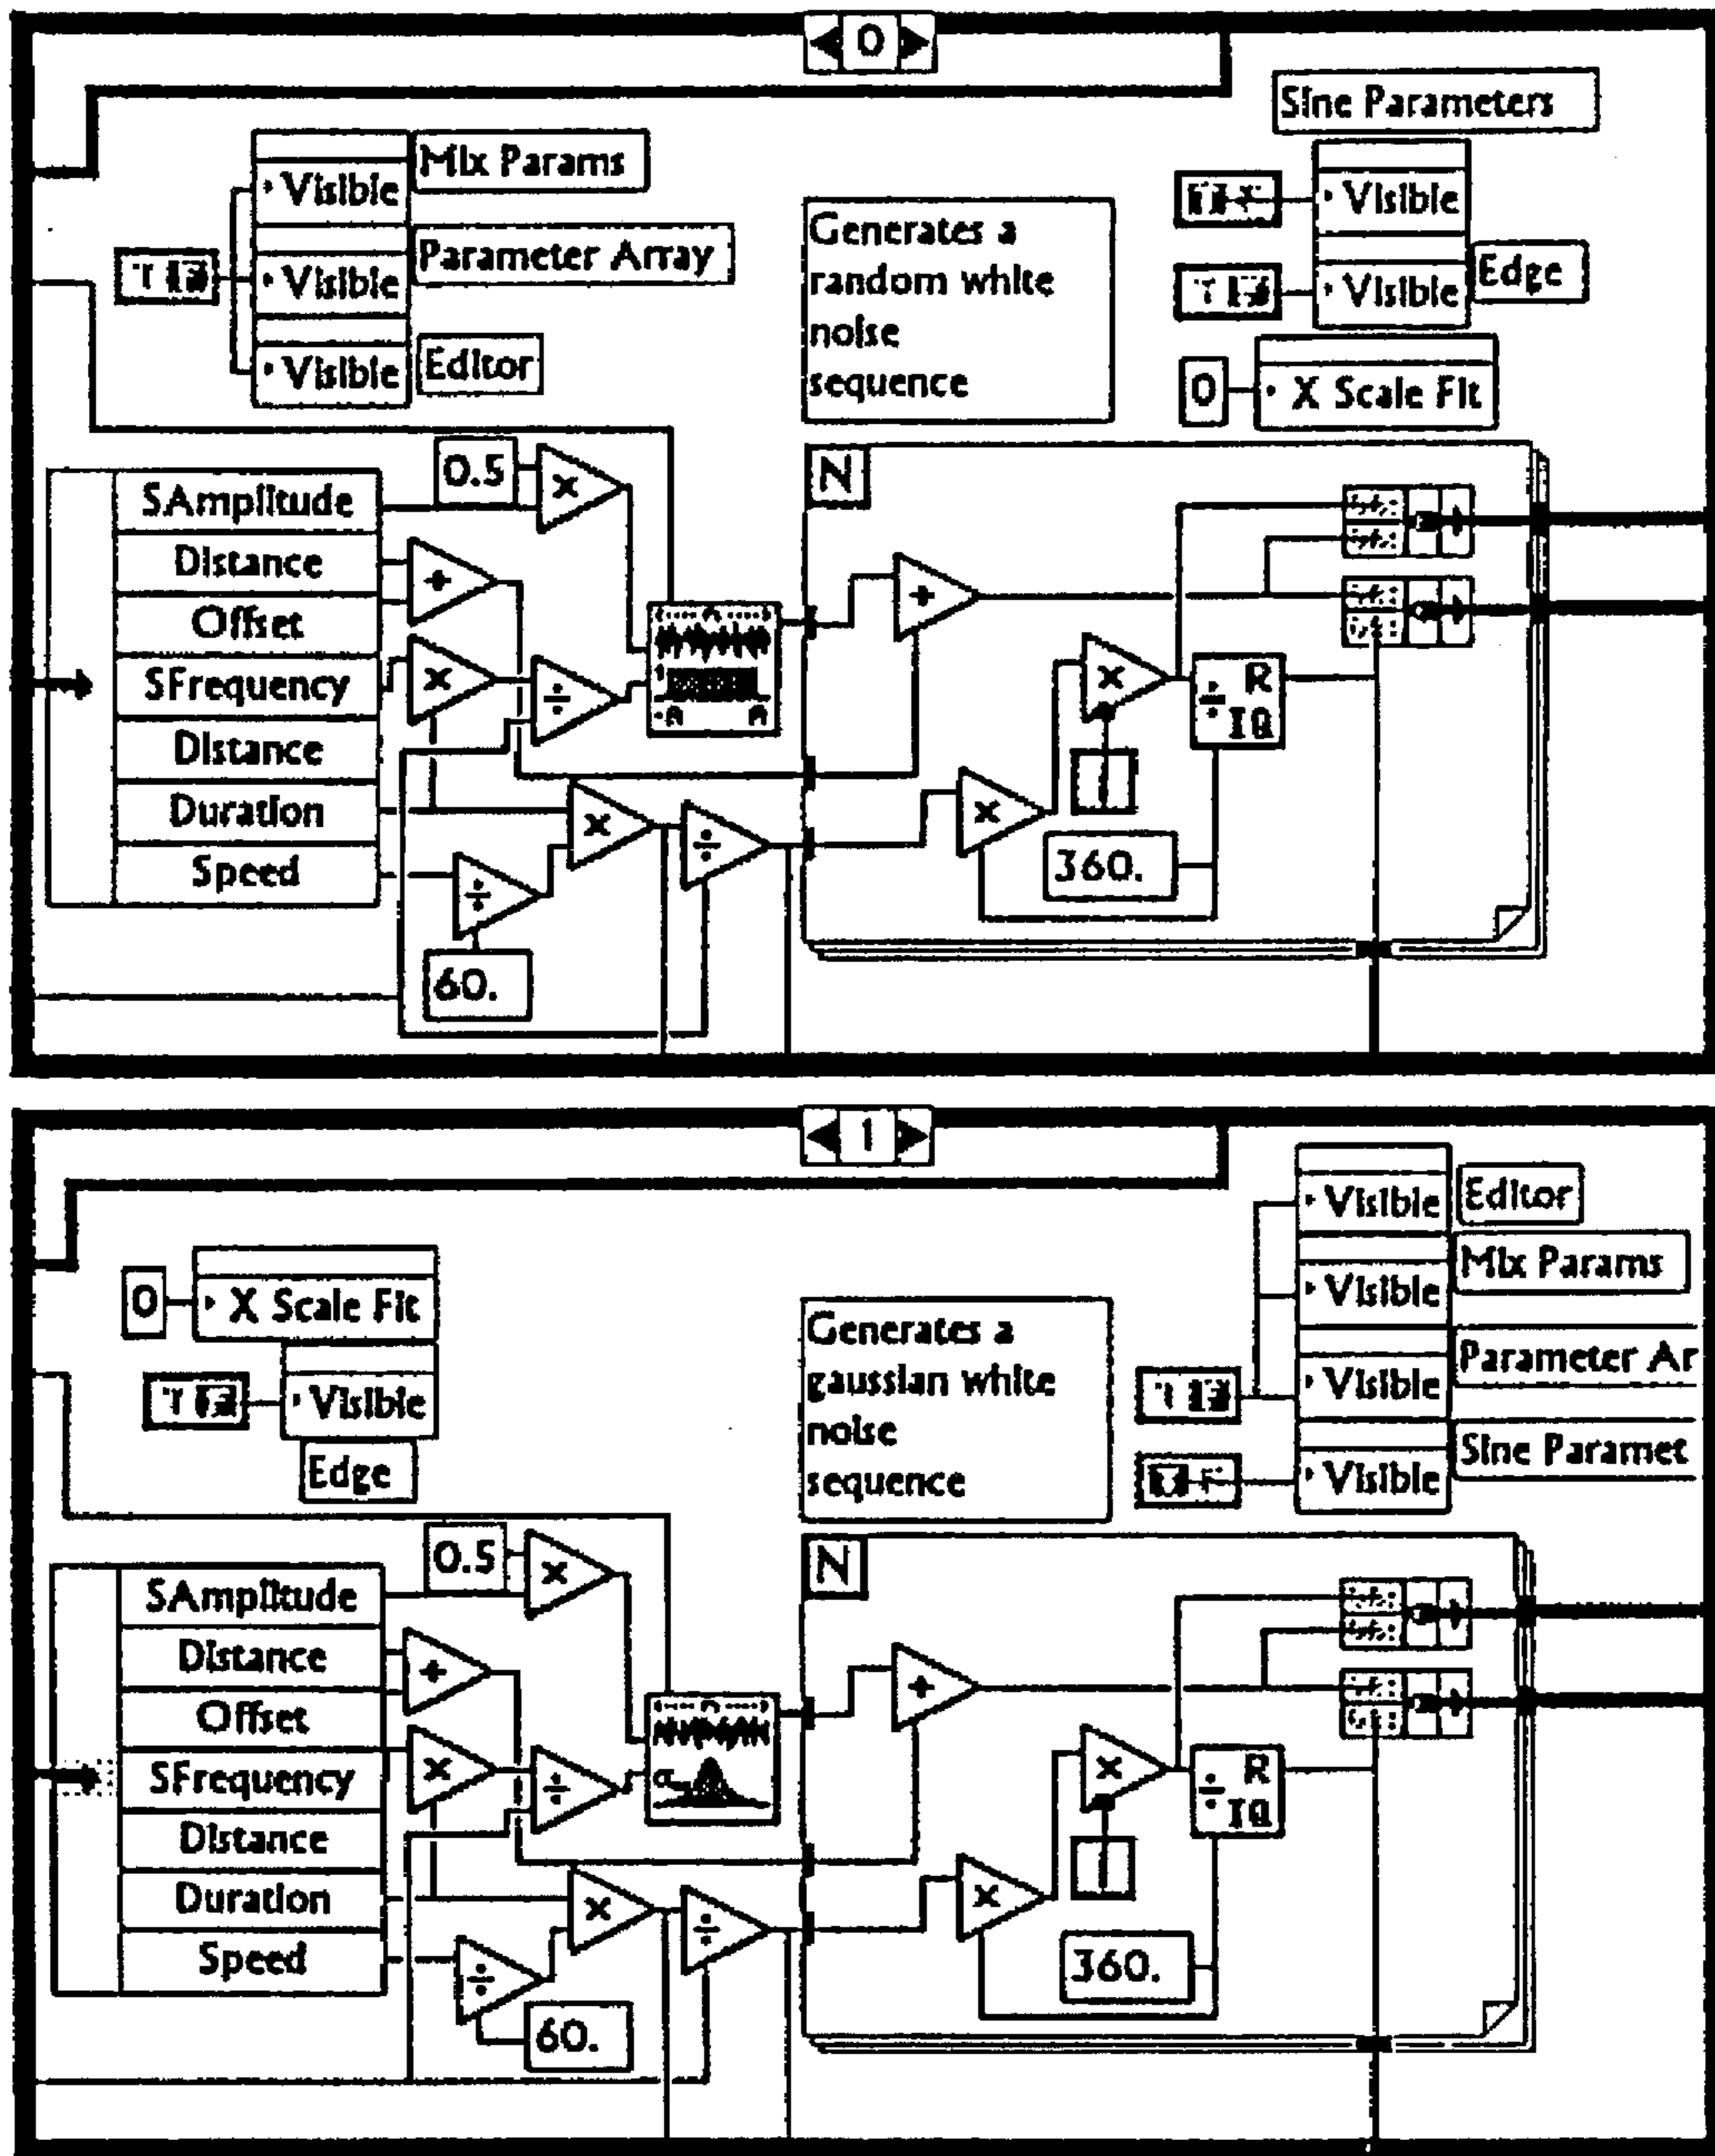 0
Sine Parameters
Mix Params
Visible
Visible
Parameter Array
Visible
Edge
Visible
Visible
Editor
Generates a
random white
noise
sequence
0
X Scale Fit
0.5
SAmplitude
Distance
Offset
SFrequency
Distance
Duration
Speed
60.
N
R
IQ
360.
1
Visible
Editor
Mix Params
Visible
Parameter Ar
Visible
Sine Paramet
Visible
0
X Scale Fit
Visible
Edge
Generates a
gaussian white
noise
sequence
0.5
SAmplitude
Distance
Offset
SFrequency
Distance
Duration
Speed
60.
N
R
IQ
360.